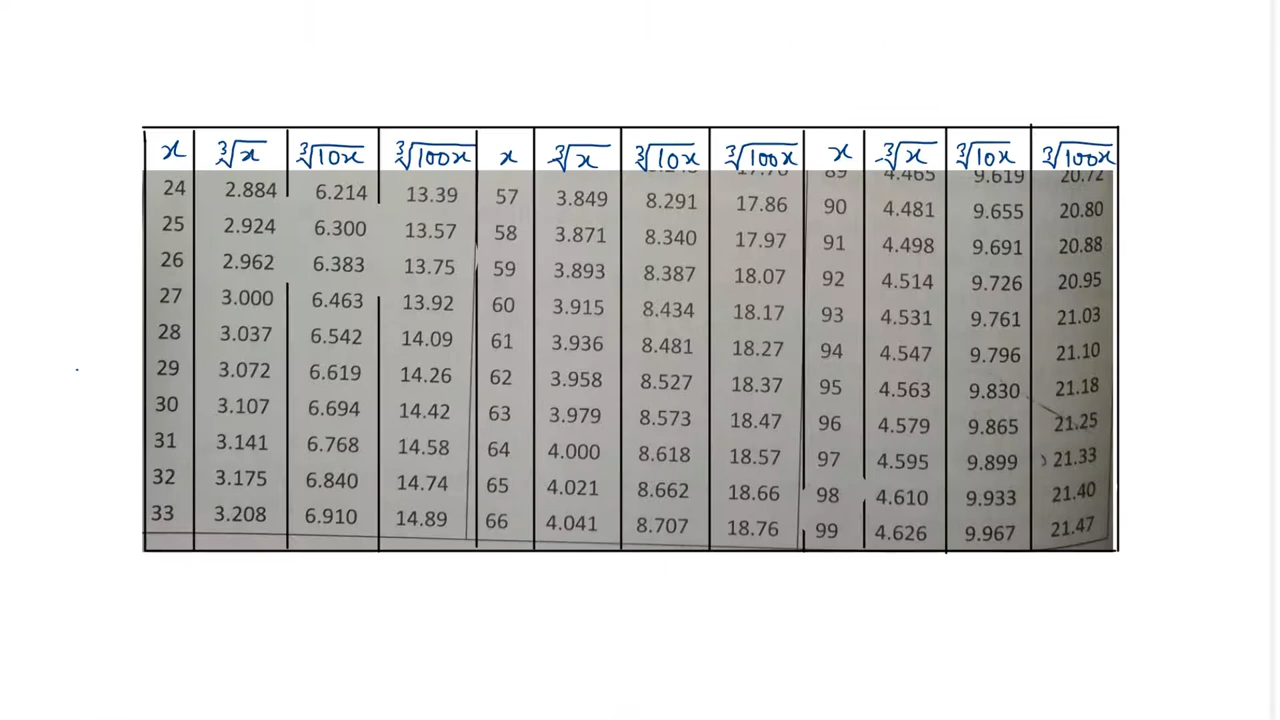 x ∛x ∛10x ∛100x x ∛x ∛10x ∛100x x ∛x ∛10x ∛100x
89 4.465 9.619 20.72
24 2.884 6.214 13.39 57 3.849 8.291 17.86 90 4.481 9.655 20.80
25 2.924 6.300 13.57 58 3.871 8.340 17.97 91 4.498 9.691 20.88
26 2.962 6.383 13.75 59 3.893 8.387 18.07 92 4.514 9.726 20.95
27 3.000 6.463 13.92 60 3.915 8.434 18.17 93 4.531 9.761 21.03
28 3.037 6.542 14.09 61 3.936 8.481 18.27 94 4.547 9.796 21.10
29 3.072 6.619 14.26 62 3.958 8.527 18.37 95 4.563 9.830 21.18
30 3.107 6.694 14.42 63 3.979 8.573 18.47 96 4.579 9.865 21.25
31 3.141 6.768 14.58 64 4.000 8.618 18.57 97 4.595 9.899 21.33
32 3.175 6.840 14.74 65 4.021 8.662 18.66 98 4.610 9.933 21.40
33 3.208 6.910 14.89 66 4.041 8.707 18.76 99 4.626 9.967 21.47